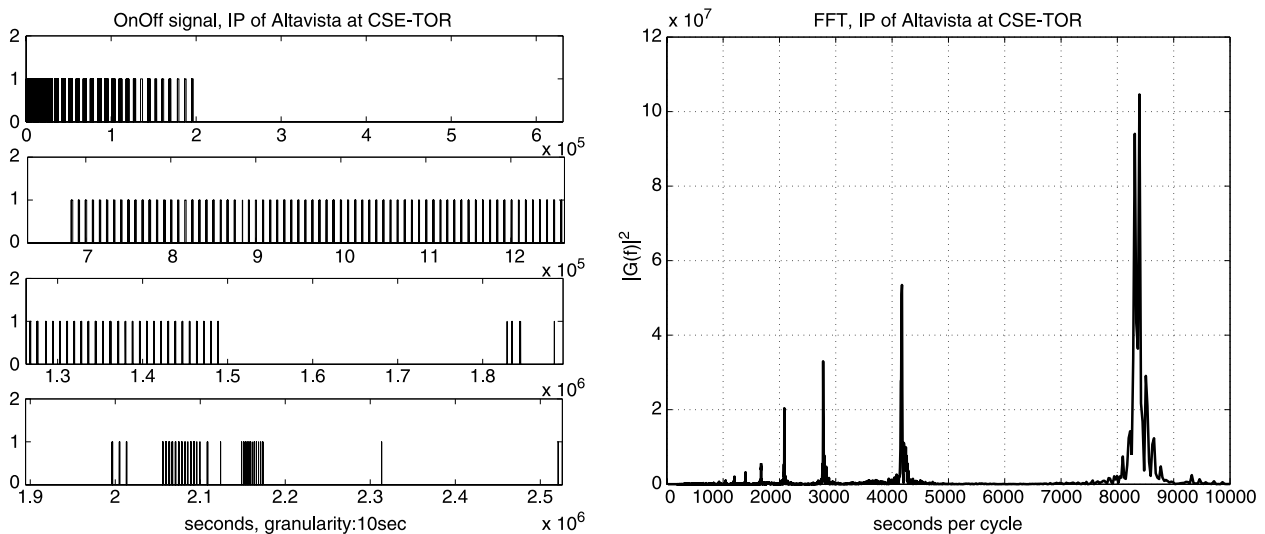 OnOff signal, IP of Altavista at CSE-TOR
2
1
0
0 1 2 3 4 5 6
x 10^5
2
1
0
7 8 9 10 11 12
x 10^5
2
1
0
1.3 1.4 1.5 1.6 1.7 1.8
x 10^6
2
1
0
1.9 2 2.1 2.2 2.3 2.4 2.5
x 10^6
seconds, granularity:10sec
x 10^7
FFT, IP of Altavista at CSE-TOR
12
10
8
6
4
2
0
|G(f)|^2
0 1000 2000 3000 4000 5000 6000 7000 8000 9000 10000
seconds per cycle